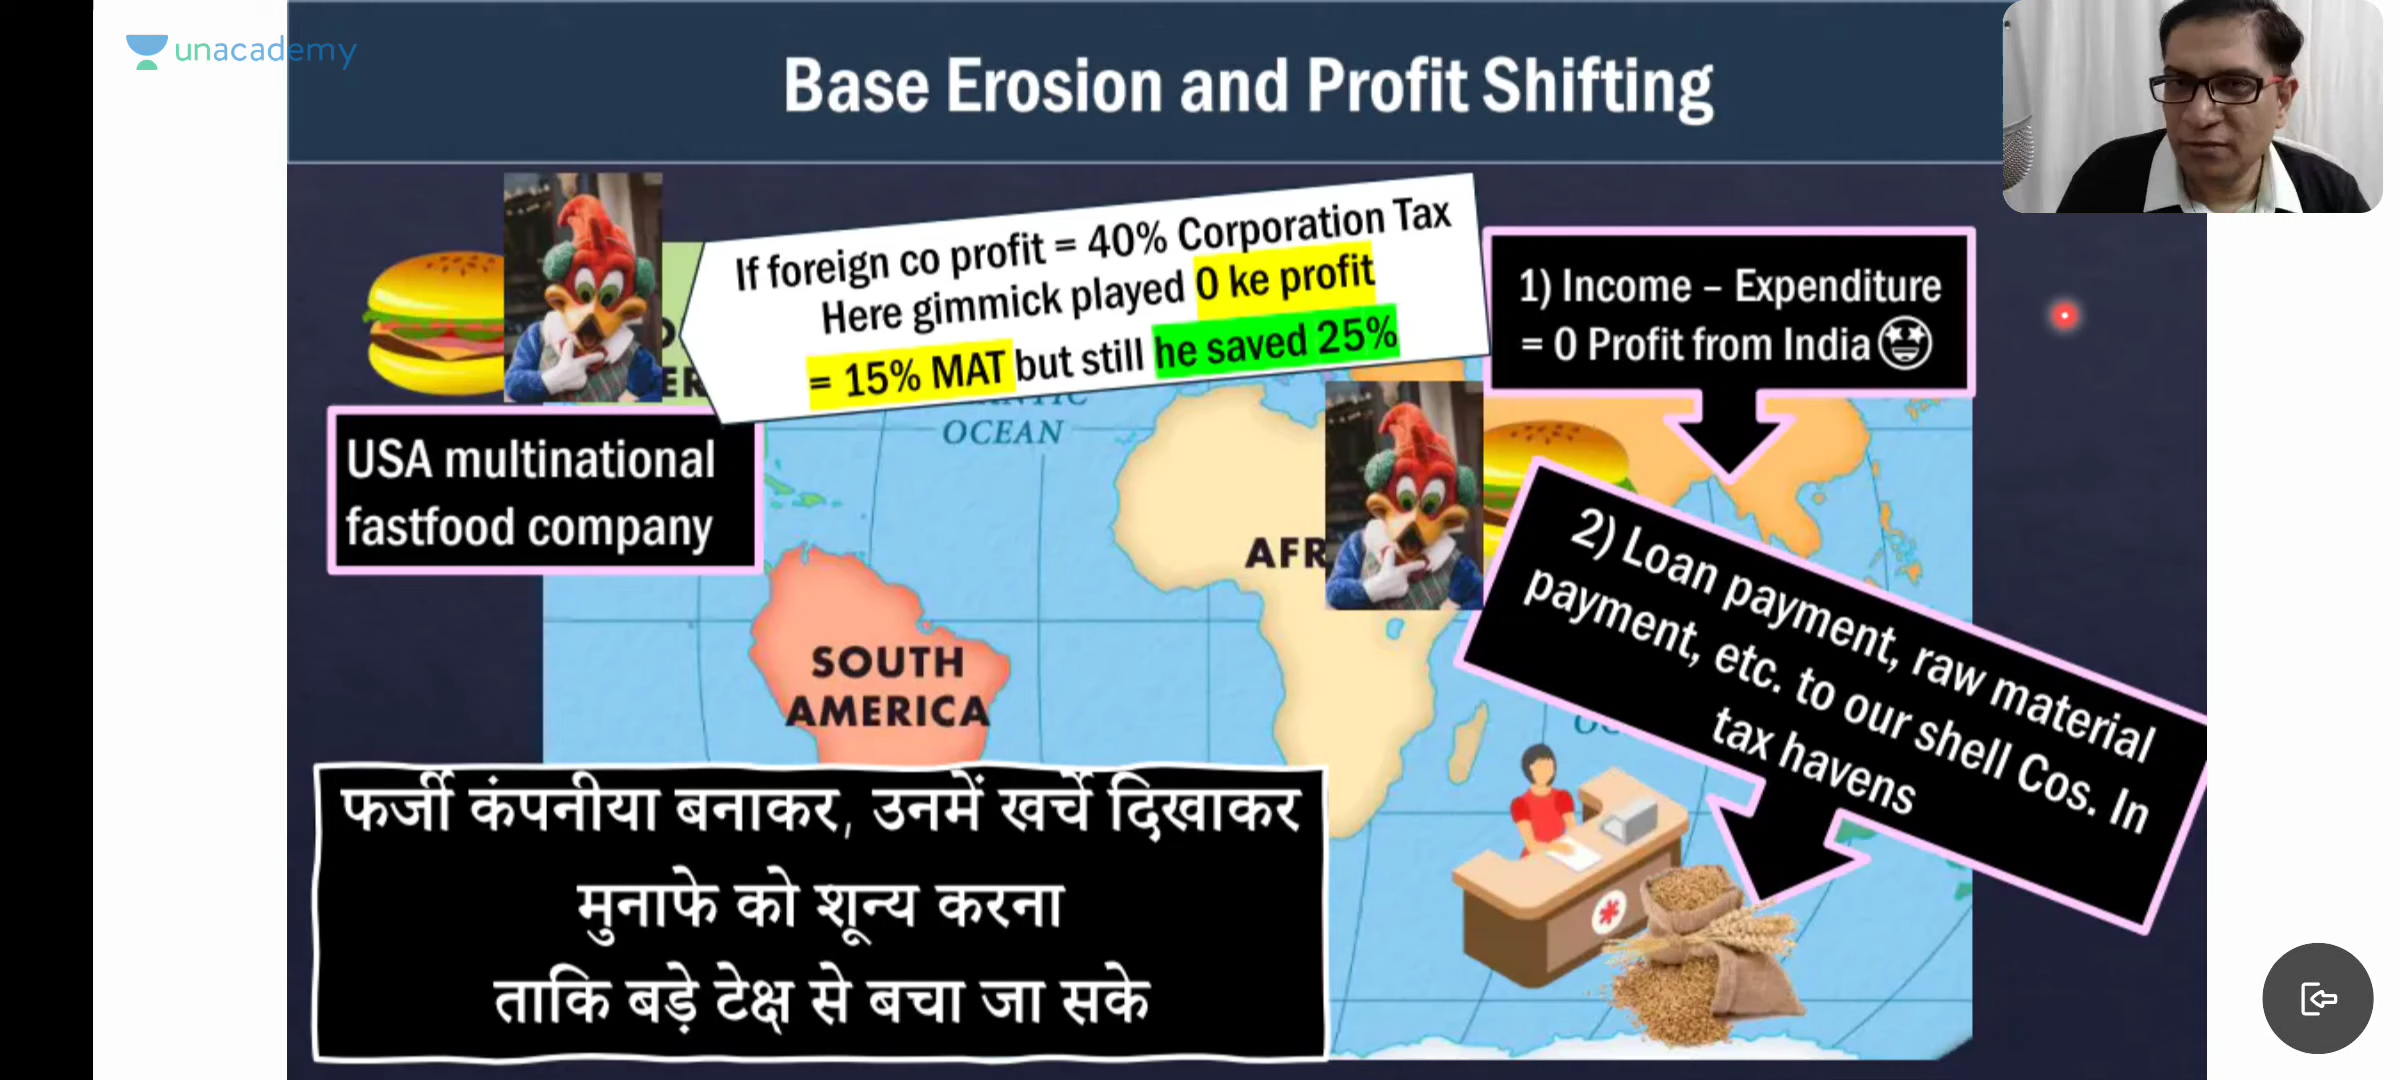 unacademy
Base Erosion and Profit Shifting
If foreign co profit = 40% Corporation Tax
Here gimmick played 0 ke profit
= 15% MAT but still he saved 25%
1) Income – Expenditure
= 0 Profit from India
USA multinational
fastfood company
OCEAN
2) Loan payment, raw material
payment, etc. to our shell Cos. In
tax havens
AFR
SOUTH
AMERICA
फर्जी कंपनीया बनाकर, उनमें खर्चे दिखाकर
मुनाफे को शून्य करना
ताकि बड़े टेक्ष से बचा जा सके